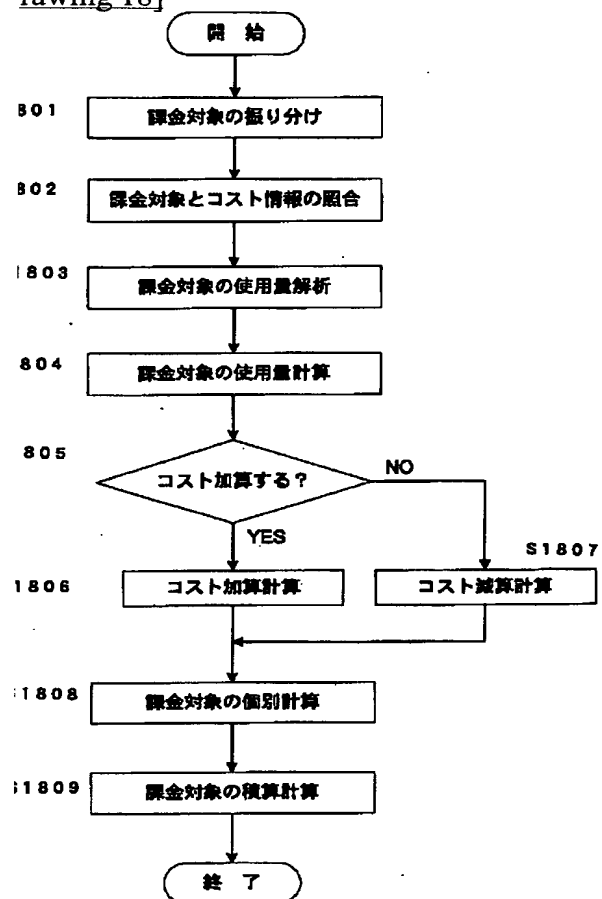 rawing 18]
開 始
801
課金対象の振り分け
802
課金対象とコスト情報の照合
1803
課金対象の使用量解析
804
課金対象の使用量計算
805
コスト加算する？
NO
YES
S1807
1806
コスト加算計算
コスト減算計算
S1808
課金対象の個別計算
S1809
課金対象の積算計算
終 了